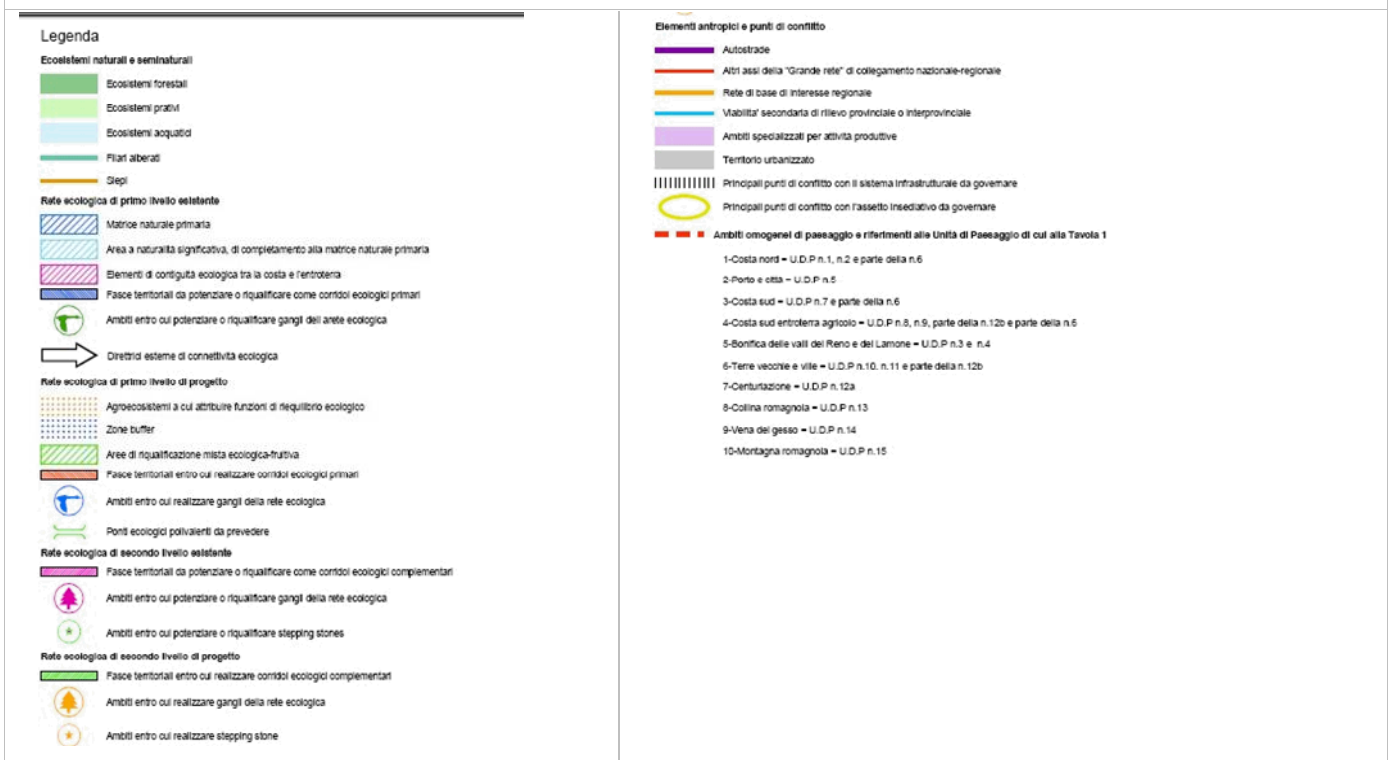 Legenda
Ecosistemi naturali e seminaturali
Ecosistemi forestali
Ecosistemi prativi
Ecosistemi acquatici
Filari alberati
Siepi
Rete ecologica di primo livello esistente
Matrice naturale primaria
Area a naturalità significativa, di completamento alla matrice naturale primaria
Elementi di contiguità ecologica tra la costa e l'entroterra
Fasce territoriali da potenziare o riqualificare come corridoi ecologici primari
Ambiti entro cui potenziare o riqualificare gangli dell arete ecologica
Direttrici esterne di connettività ecologica
Rete ecologica di primo livello di progetto
Agroecosistemi a cui attribuire funzioni di riequilibrio ecologico
Zone buffer
Aree di riqualificazione mista ecologica-fruitiva
Fasce territoriali entro cui realizzare corridoi ecologici primari
Ambiti entro cui realizzare gangli della rete ecologica
Ponti ecologici polivalenti da prevedere
Rete ecologica di secondo livello esistente
Fasce territoriali da potenziare o riqualificare come corridoi ecologici complementari
Ambiti entro cui potenziare o riqualificare gangli della rete ecologica
Ambiti entro cui potenziare o riqualificare stepping stones
Rete ecologica di secondo livello di progetto
Fasce territoriali entro cui realizzare corridoi ecologici complementari
Ambiti entro cui realizzare gangli della rete ecologica
Ambiti entro cui realizzare stepping stone
Elementi antropici e punti di conflitto
Autostrade
Altri assi della "Grande rete" di collegamento nazionale-regionale
Rete di base di interesse regionale
Viabilita' secondaria di rilievo provinciale o interprovinciale
Ambiti specializzati per attività produttive
Territorio urbanizzato
Principali punti di conflitto con il sistema infrastrutturale da governare
Principali punti di conflitto con l'assetto insediativo da governare
Ambiti omogenei di paesaggio e riferimenti alle Unità di Paesaggio di cui alla Tavola 1
1-Costa nord = U.D.P n.1, n.2 e parte della n.6
2-Porto e città = U.D.P n.5
3-Costa sud = U.D.P n.7 e parte della n.6
4-Costa sud entroterra agricolo = U.D.P n.8, n.9, parte della n.12b e parte della n.6
5-Bonifica delle valli del Reno e del Lamone = U.D.P n.3 e n.4
6-Terre vecchie e ville = U.D.P n.10. n.11 e parte della n.12b
7-Centuriazione = U.D.P n.12a
8-Collina romagnola = U.D.P n.13
9-Vena del gesso = U.D.P n.14
10-Montagna romagnola = U.D.P n.15